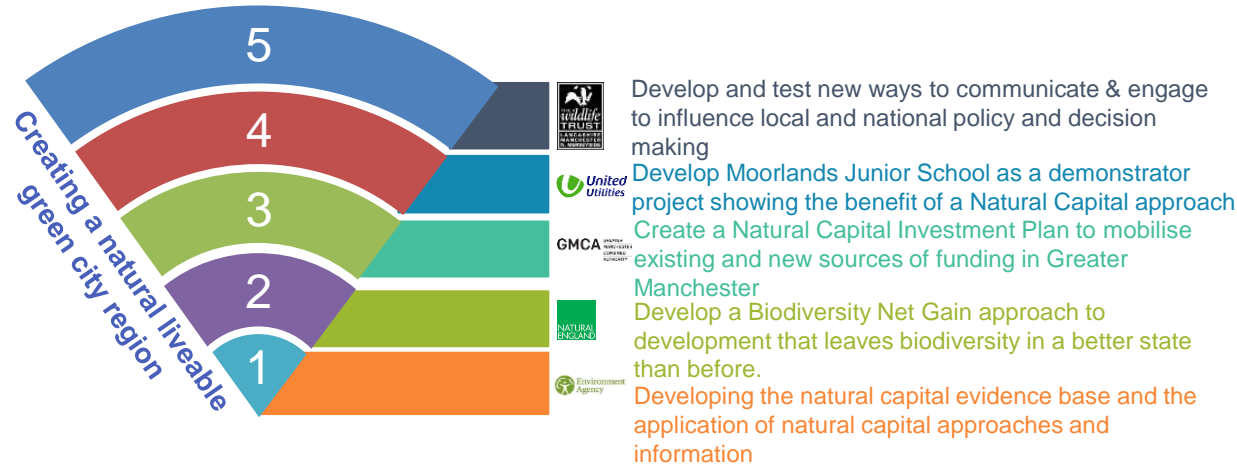 5
4
3
2
1
Creating a natural liveable
green city region
THE
wildlife
TRUST
LANCASHIRE
MANCHESTER
N. MERSEYSIDE
Develop and test new ways to communicate & engage
to influence local and national policy and decision
making
United
Utilities
Develop Moorlands Junior School as a demonstrator
project showing the benefit of a Natural Capital approach
GMCA
GREATER
MANCHESTER
COMBINED
AUTHORITY
Create a Natural Capital Investment Plan to mobilise
existing and new sources of funding in Greater
Manchester
NATURAL
ENGLAND
Develop a Biodiversity Net Gain approach to
development that leaves biodiversity in a better state
than before.
Environment
Agency
Developing the natural capital evidence base and the
application of natural capital approaches and
information